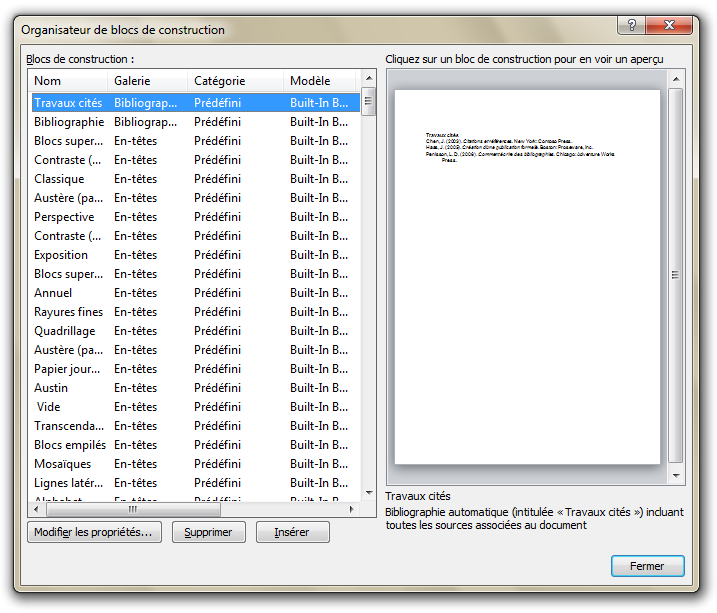 Organisateur de blocs de construction
Blocs de construction :
Cliquez sur un bloc de construction pour en voir un aperçu
Nom Galerie Catégorie Modèle
Travaux cités Bibliograp... Prédéfini Built-In B...
Bibliographie Bibliograp... Prédéfini Built-In B...
Blocs super... En-têtes Prédéfini Built-In B...
Contraste (... En-têtes Prédéfini Built-In B...
Classique En-têtes Prédéfini Built-In B...
Austère (pa... En-têtes Prédéfini Built-In B...
Perspective En-têtes Prédéfini Built-In B...
Contraste (... En-têtes Prédéfini Built-In B...
Exposition En-têtes Prédéfini Built-In B...
Blocs super... En-têtes Prédéfini Built-In B...
Annuel En-têtes Prédéfini Built-In B...
Rayures fines En-têtes Prédéfini Built-In B...
Quadrillage En-têtes Prédéfini Built-In B...
Austère (pa... En-têtes Prédéfini Built-In B...
Papier jour... En-têtes Prédéfini Built-In B...
Austin En-têtes Prédéfini Built-In B...
Vide En-têtes Prédéfini Built-In B...
Transcenda... En-têtes Prédéfini Built-In B...
Blocs empilés En-têtes Prédéfini Built-In B...
Mosaïques En-têtes Prédéfini Built-In B...
Lignes latér... En-têtes Prédéfini Built-In B...
Alphabet En-têtes Prédéfini Built-In B...
Travaux cités
Chen, J. (2003). Citations et références. New York: Contoso Press.
Haas, J. (2005). Création d'une publication formelle. Boston: Proseware, Inc.
(2006). Comment écrire des bibliographies. Chicago: Adventure Works
Press.
Travaux cités
Bibliographie automatique (intitulée « Travaux cités ») incluant
toutes les sources associées au document
Modifier les propriétés... Supprimer Insérer
Fermer